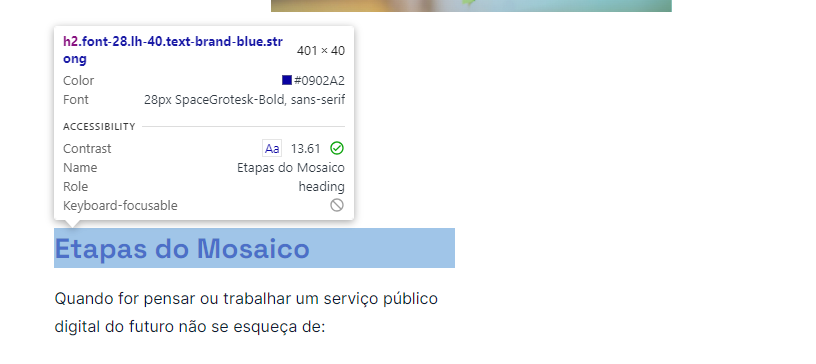 h2.font-28.lh-40.text-brand-blue.str
ong
401 × 40
Color #0902A2
Font 28px SpaceGrotesk-Bold, sans-serif
ACCESSIBILITY
Contrast Aa 13.61
Name Etapas do Mosaico
Role heading
Keyboard-focusable
Etapas do Mosaico
Quando for pensar ou trabalhar um serviço público
digital do futuro não se esqueça de: